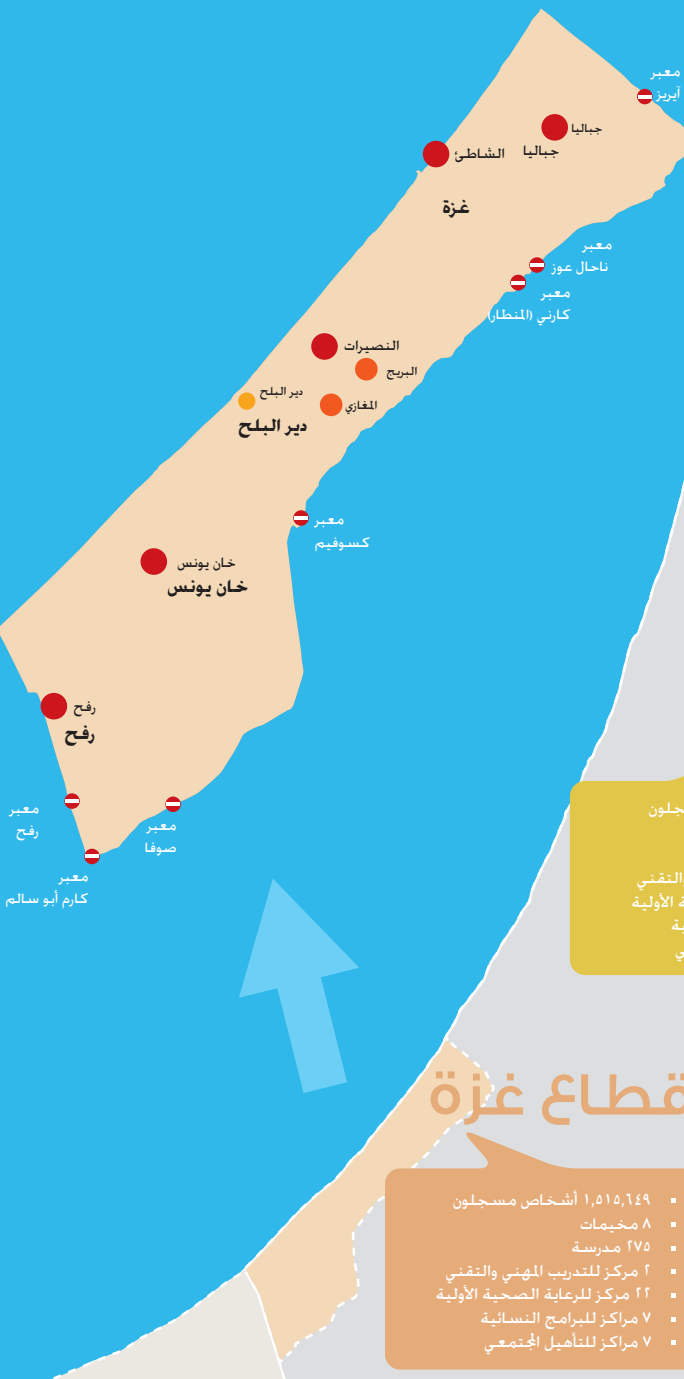 معبر
آيريز
جباليا
جباليا
الشاطئ
غزة
معبر
ناحال عوز
معبر
كارني (المنطار)
النصيرات
البريج
دير البلح
المغازي
دير البلح
معبر
كسوفيم
خان يونس
خان يونس
رفح
رفح
معبر
رفح
معبر
صوفا
معبر
كارم أبو سالم
والتقني
الأولية
قطاع غزة
١,٥١٥,٦٤٩ أشخاص مسجلون
٨ مخيمات
٢٧٥ مدرسة
٢ مركز للتدريب المهني والتقني
٢٢ مركز للرعاية الصحية الأولية
٧ مراكز للبرامج النسائية
٧ مراكز للتأهيل المجتمعي